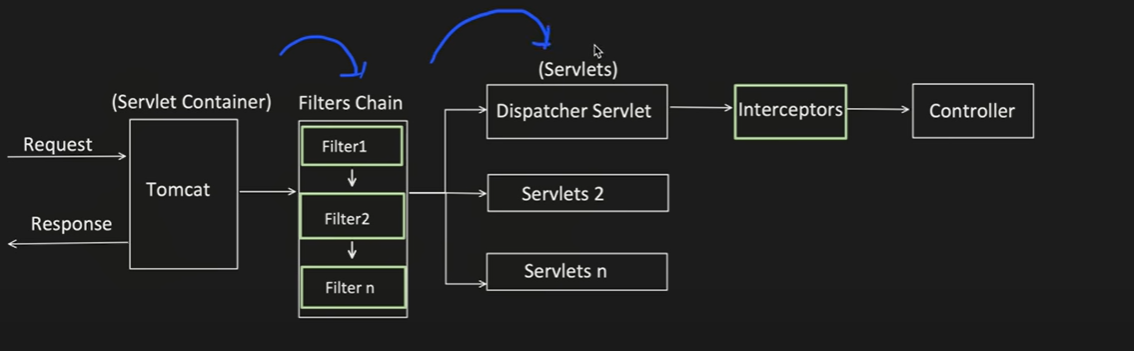 (Servlets)
(Servlet Container)
Filters Chain
Dispatcher Servlet
Interceptors
Controller
Request
Filter1
Tomcat
Servlets 2
Response
Filter2
Servlets n
Filter n